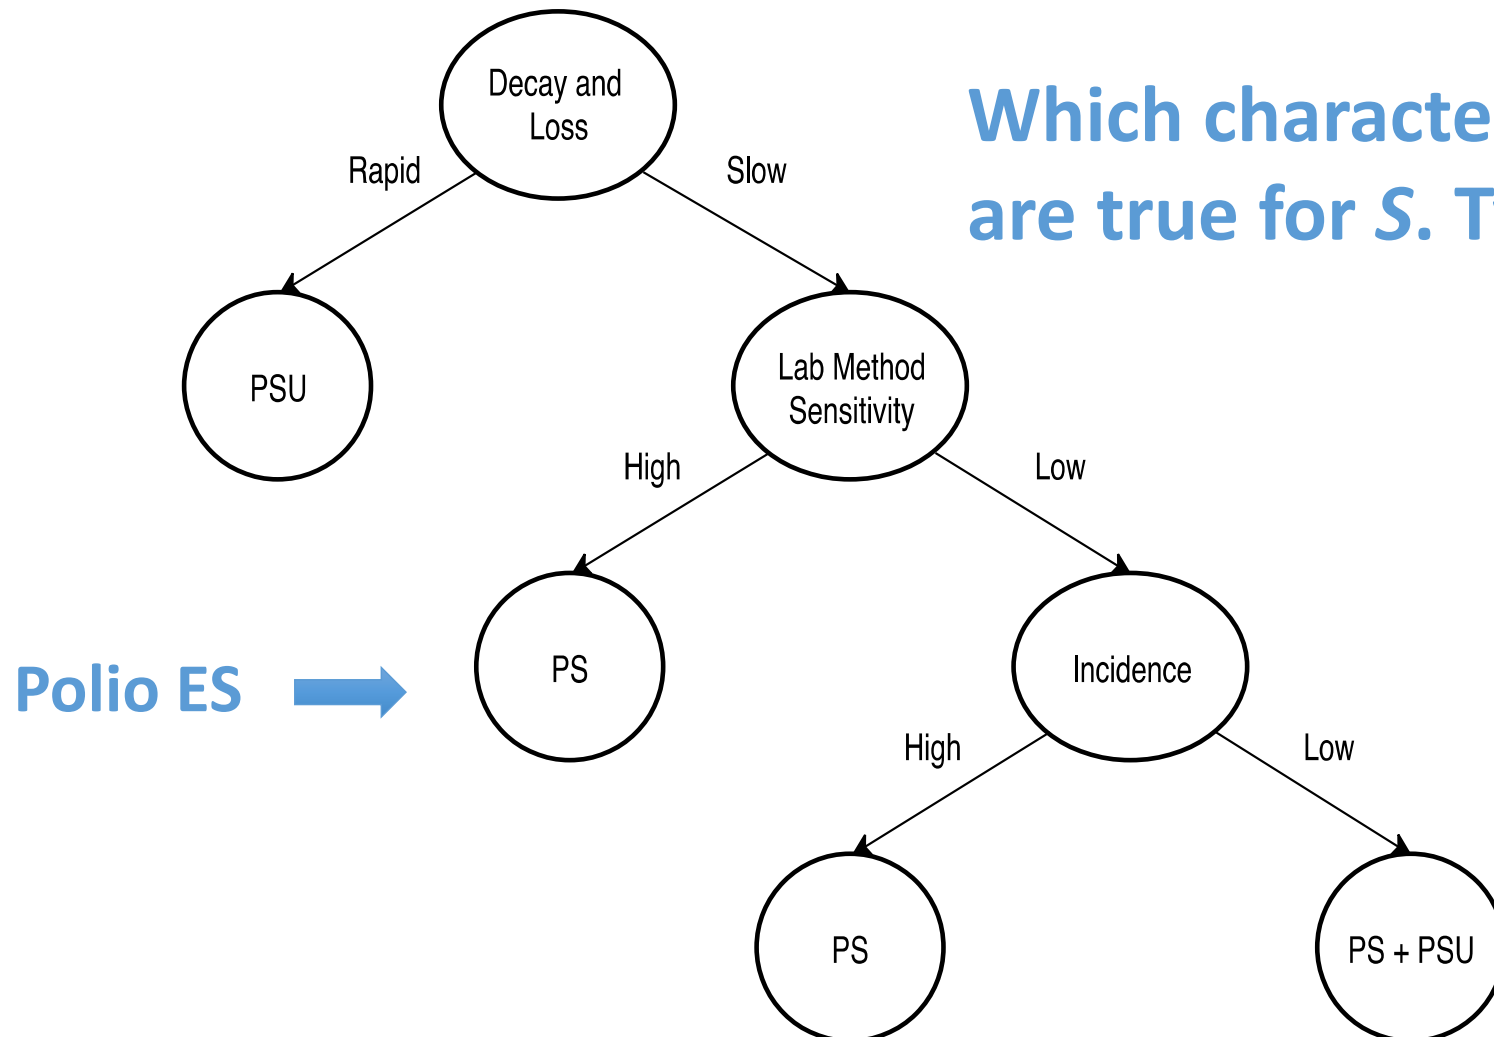 Decay and
Loss
Which characte
are true for S. T
Rapid
Slow
PSU
Lab Method
Sensitivity
High
Low
Polio ES
PS
Incidence
High
Low
PS
PS + PSU